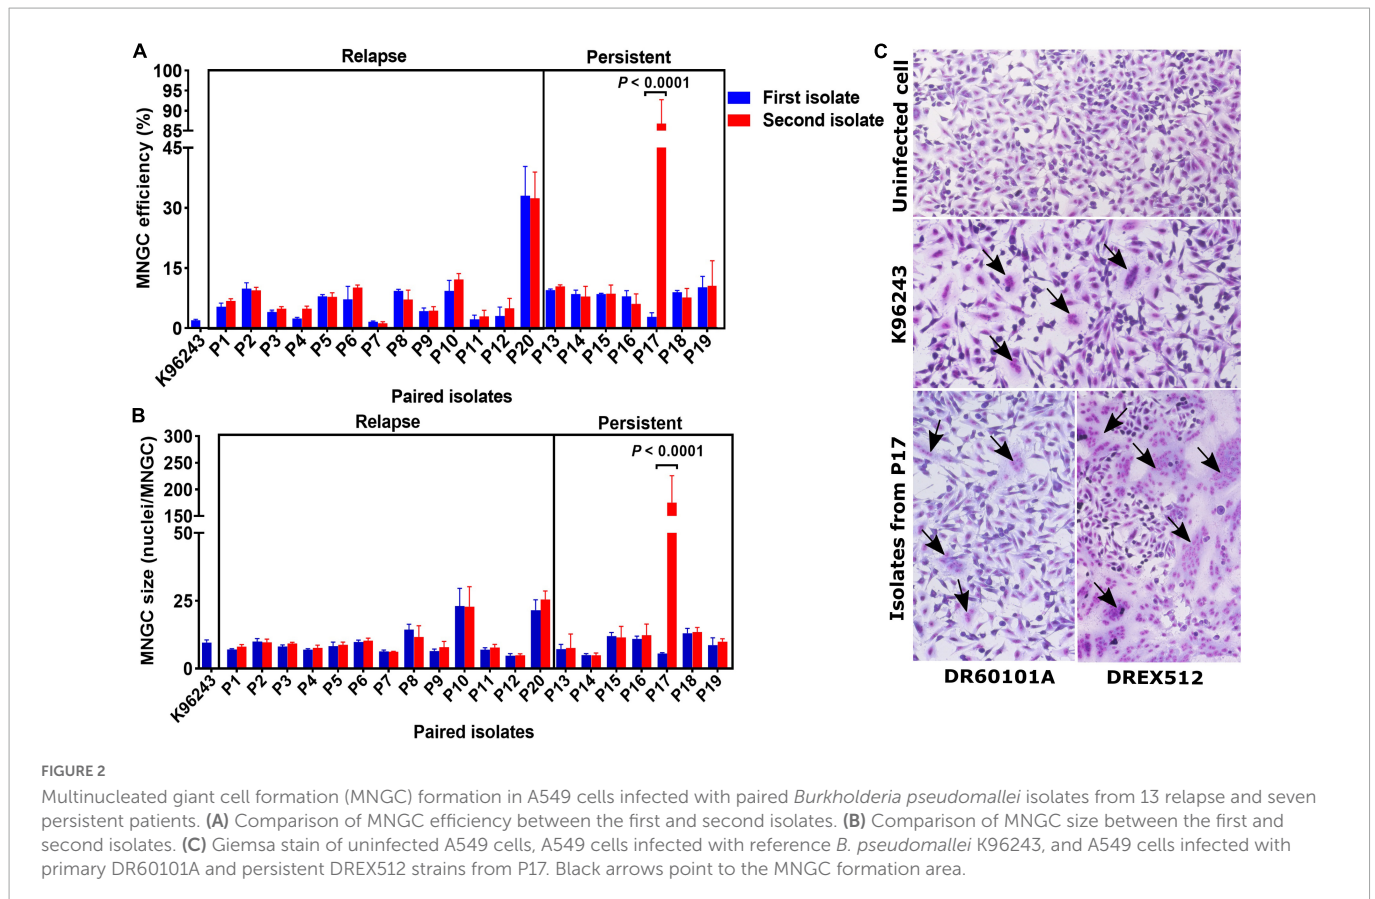 A
Relapse
Persistent
P < 0.0001
First isolate
Second isolate
MNGC efficiency (%)
100
95
90
85
45
30
15
0
K96243 P1 P2 P3 P4 P5 P6 P7 P8 P9 P10 P11 P12 P20 P13 P14 P15 P16 P17 P18 P19
Paired isolates
B
Relapse
Persistent
P < 0.0001
MNGC size (nuclei/MNGC)
300
250
200
150
50
25
0
K96243 P1 P2 P3 P4 P5 P6 P7 P8 P9 P10 P11 P12 P20 P13 P14 P15 P16 P17 P18 P19
Paired isolates
C
Uninfected cell
K96243
Isolates from P17
DR60101A
DREX512
FIGURE 2
Multinucleated giant cell formation (MNGC) formation in A549 cells infected with paired Burkholderia pseudomallei isolates from 13 relapse and seven
persistent patients. (A) Comparison of MNGC efficiency between the first and second isolates. (B) Comparison of MNGC size between the first and
second isolates. (C) Giemsa stain of uninfected A549 cells, A549 cells infected with reference B. pseudomallei K96243, and A549 cells infected with
primary DR60101A and persistent DREX512 strains from P17. Black arrows point to the MNGC formation area.